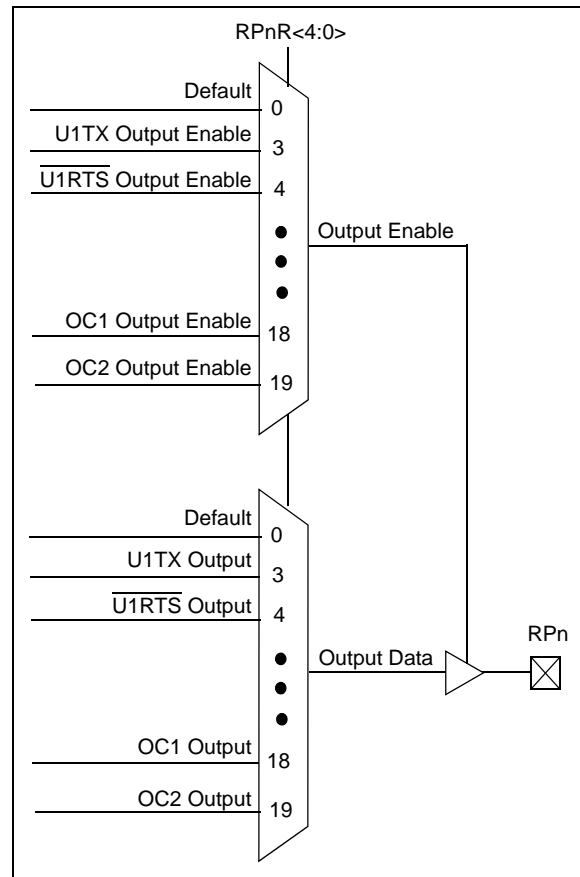 RPnR<4:0>
Default
0
U1TX Output Enable
3
U1RTS Output Enable
4
Output Enable
OC1 Output Enable
18
OC2 Output Enable
19
Default
0
U1TX Output
3
U1RTS Output
4
RPn
Output Data
OC1 Output
18
OC2 Output
19